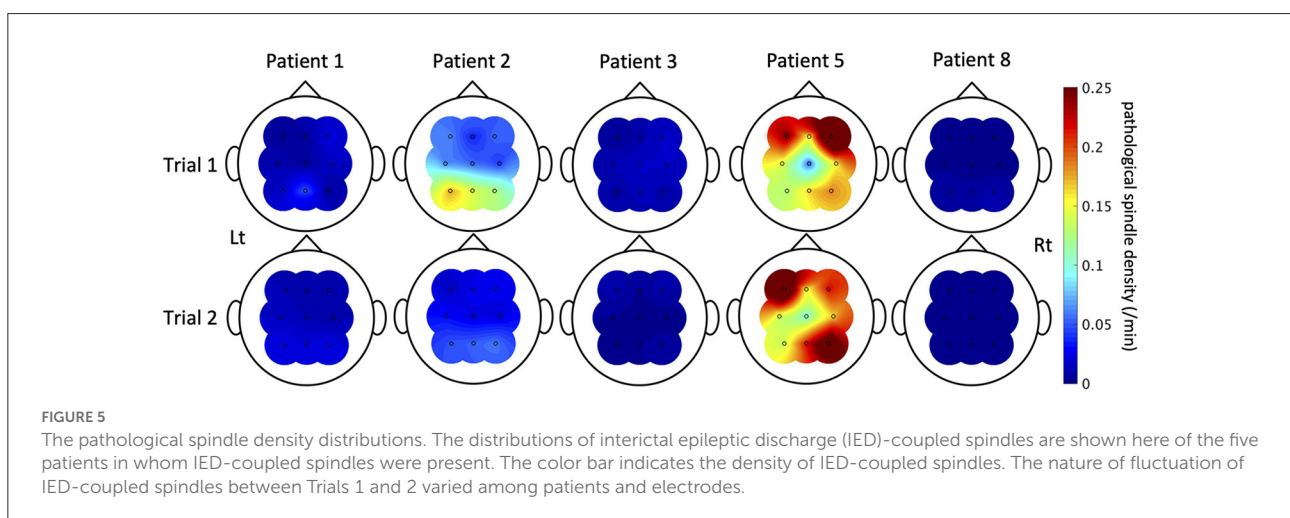 Patient 1 Patient 2 Patient 3 Patient 5 Patient 8
Trial 1
Lt Rt
Trial 2
0.25
0.2
0.15
0.1
0.05
0
pathological spindle density (/min)
FIGURE 5
The pathological spindle density distributions. The distributions of interictal epileptic discharge (IED)-coupled spindles are shown here of the five
patients in whom IED-coupled spindles were present. The color bar indicates the density of IED-coupled spindles. The nature of fluctuation of
IED-coupled spindles between Trials 1 and 2 varied among patients and electrodes.